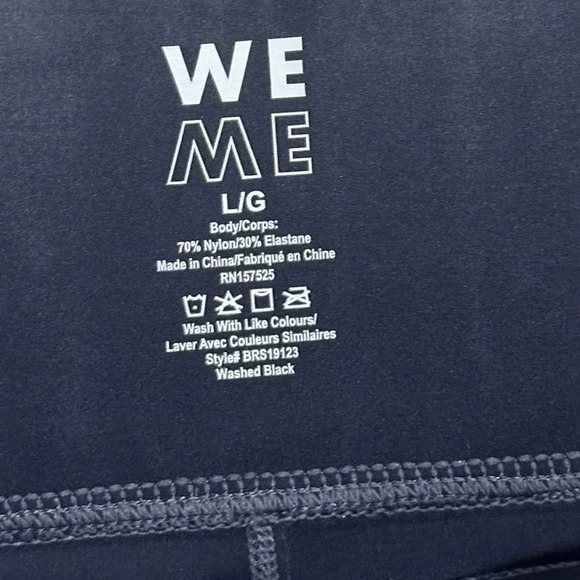 WE
ME
L/G
Body/Corps:
70% Nylon/30% Elastane
Made in China/Fabriqué en Chine
RN157525
Wash With Like Colours/
Laver Avec Couleurs Similaires
Style# BRS19123
Washed Black